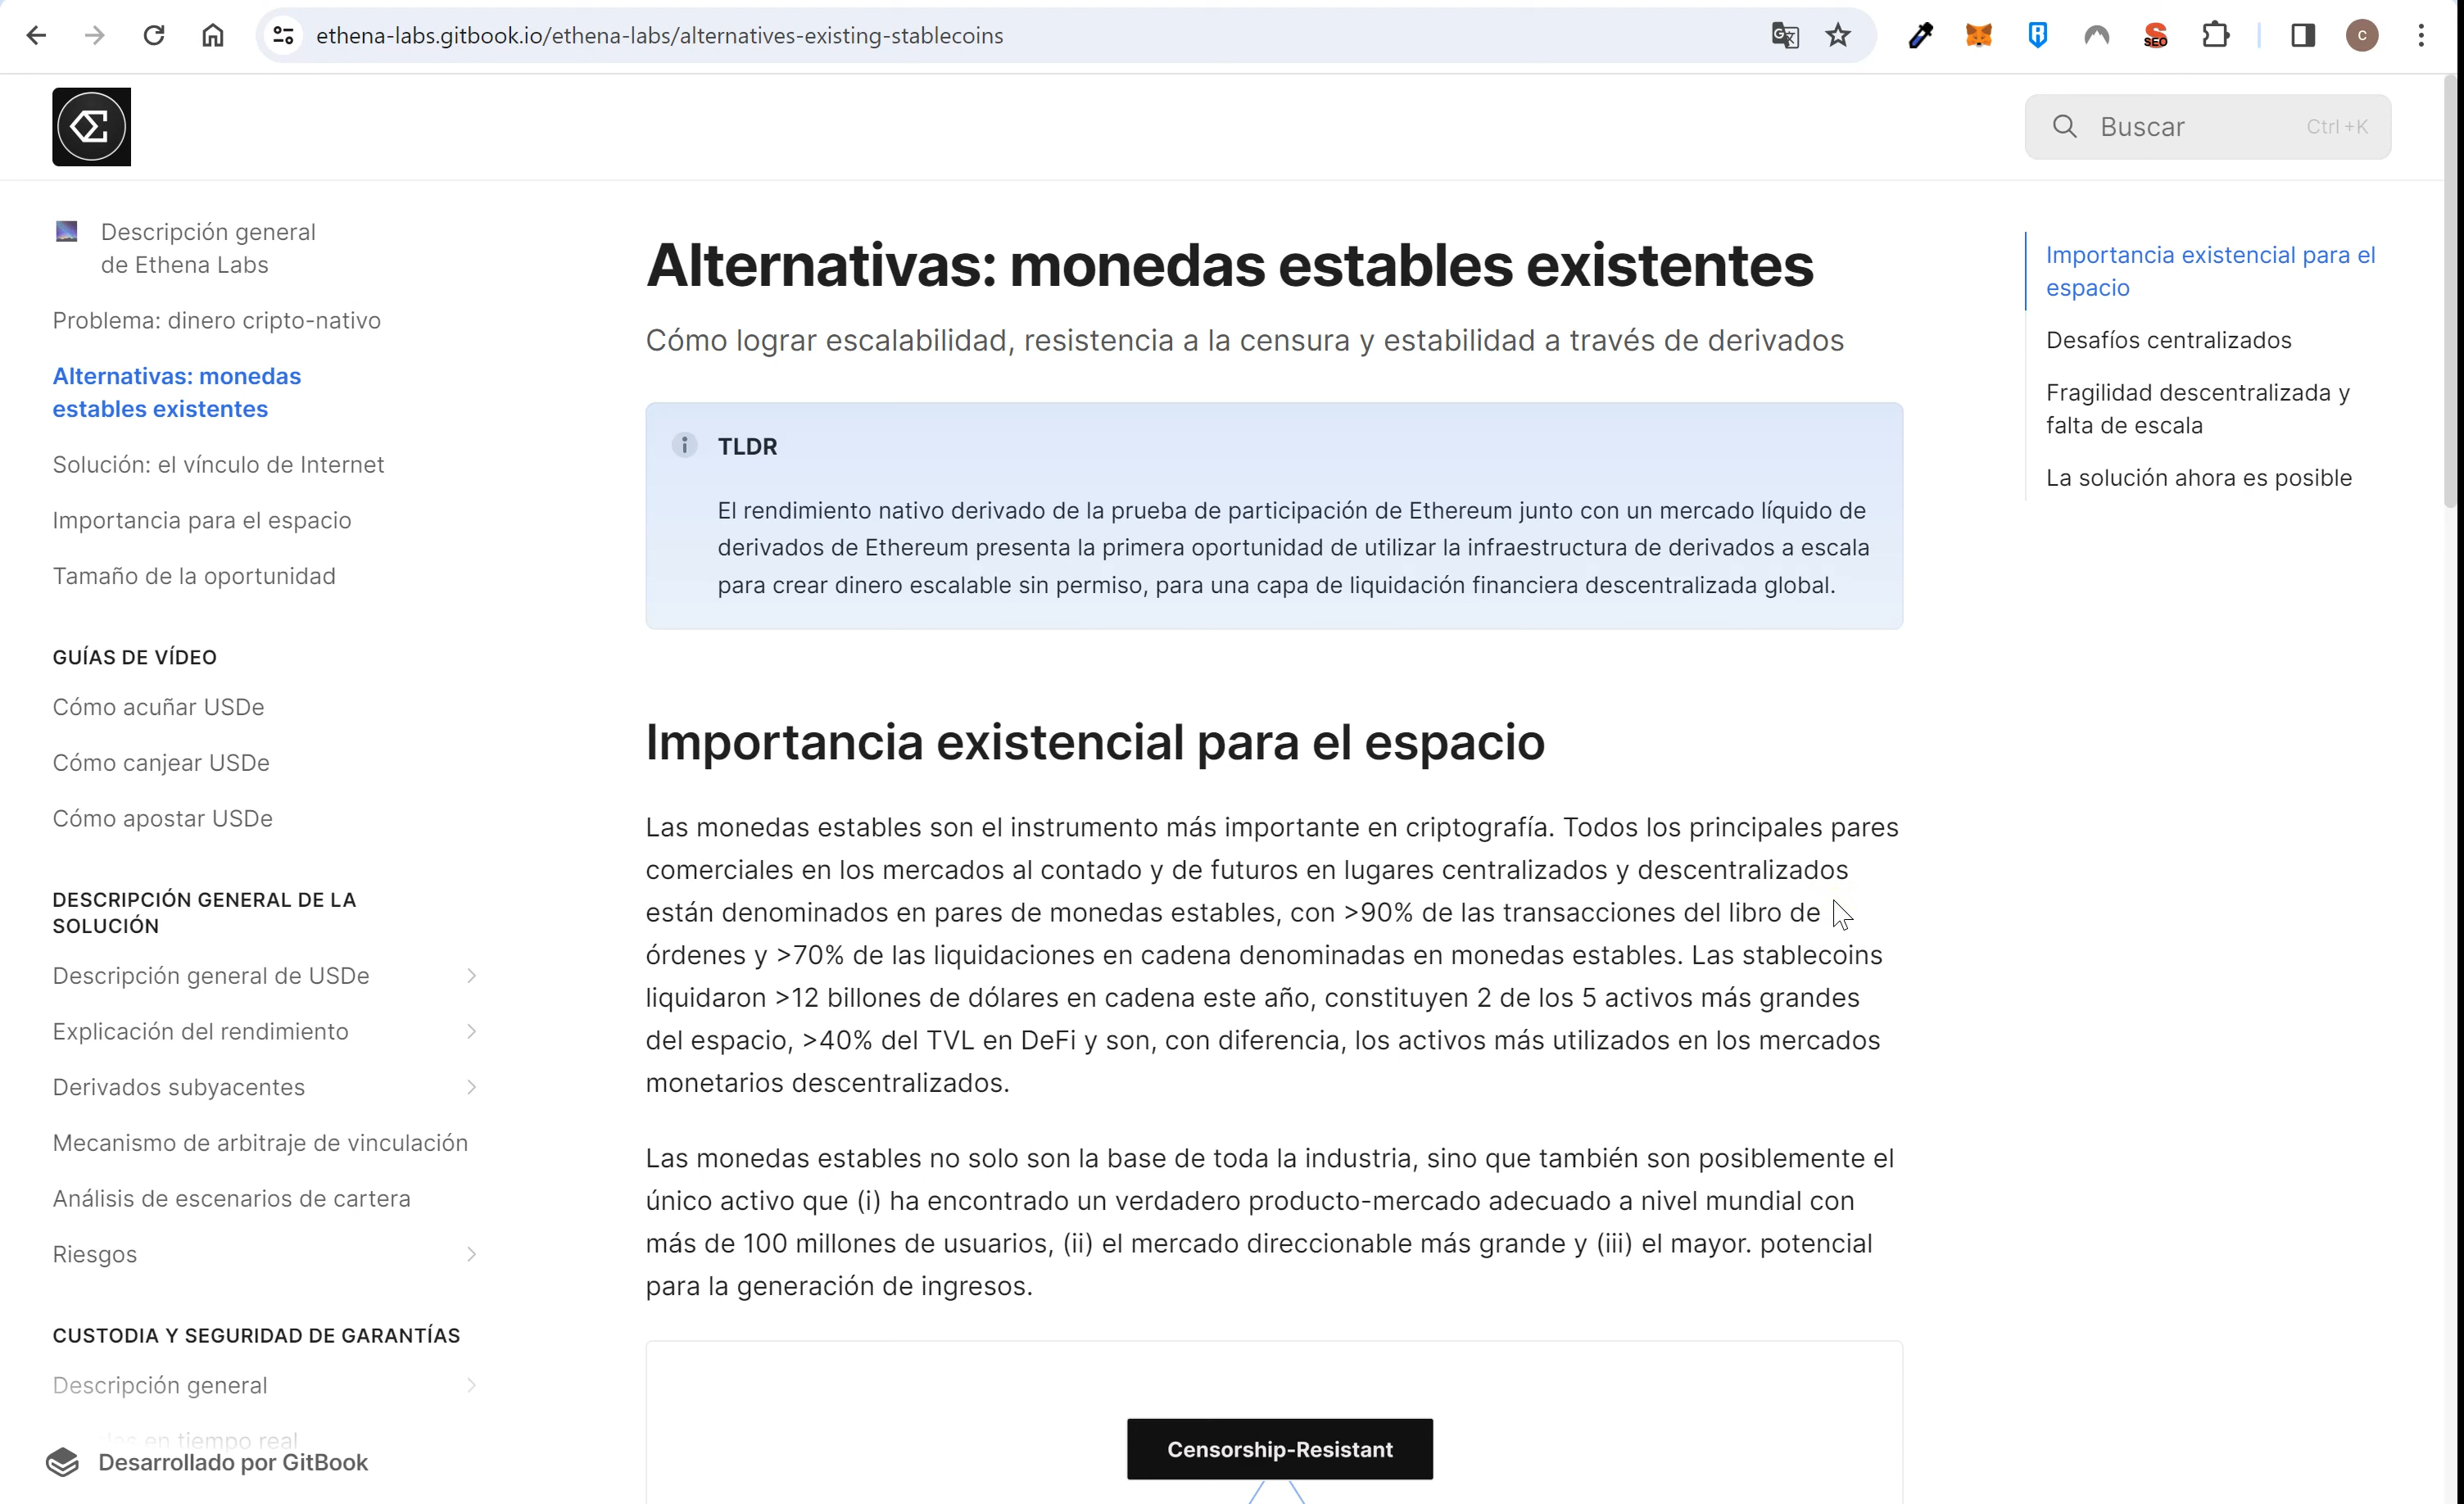 ethena-labs.gitbook.io/ethena-labs/alternatives-existing-stablecoins
SEO
C
Buscar
Ctrl+K
Descripción general
de Ethena Labs
Problema: dinero cripto-nativo
Alternativas: monedas
estables existentes
Solución: el vínculo de Internet
Importancia para el espacio
Tamaño de la oportunidad
GUÍAS DE VÍDEO
Cómo acuñar USDe
Cómo canjear USDe
Cómo apostar USDe
DESCRIPCIÓN GENERAL DE LA
SOLUCIÓN
Descripción general de USDe
Explicación del rendimiento
Derivados subyacentes
Mecanismo de arbitraje de vinculación
Análisis de escenarios de cartera
Riesgos
CUSTODIA Y SEGURIDAD DE GARANTÍAS
Descripción general
en tiempo real
Desarrollado por GitBook
Alternativas: monedas estables existentes
Cómo lograr escalabilidad, resistencia a la censura y estabilidad a través de derivados
TLDR
El rendimiento nativo derivado de la prueba de participación de Ethereum junto con un mercado líquido de
derivados de Ethereum presenta la primera oportunidad de utilizar la infraestructura de derivados a escala
para crear dinero escalable sin permiso, para una capa de liquidación financiera descentralizada global.
Importancia existencial para el espacio
Las monedas estables son el instrumento más importante en criptografía. Todos los principales pares
comerciales en los mercados al contado y de futuros en lugares centralizados y descentralizados
están denominados en pares de monedas estables, con >90% de las transacciones del libro de
órdenes y >70% de las liquidaciones en cadena denominadas en monedas estables. Las stablecoins
liquidaron >12 billones de dólares en cadena este año, constituyen 2 de los 5 activos más grandes
del espacio, >40% del TVL en DeFi y son, con diferencia, los activos más utilizados en los mercados
monetarios descentralizados.
Las monedas estables no solo son la base de toda la industria, sino que también son posiblemente el
único activo que (i) ha encontrado un verdadero producto-mercado adecuado a nivel mundial con
más de 100 millones de usuarios, (ii) el mercado direccionable más grande y (iii) el mayor. potencial
para la generación de ingresos.
Censorship-Resistant
Importancia existencial para el
espacio
Desafíos centralizados
Fragilidad descentralizada y
falta de escala
La solución ahora es posible